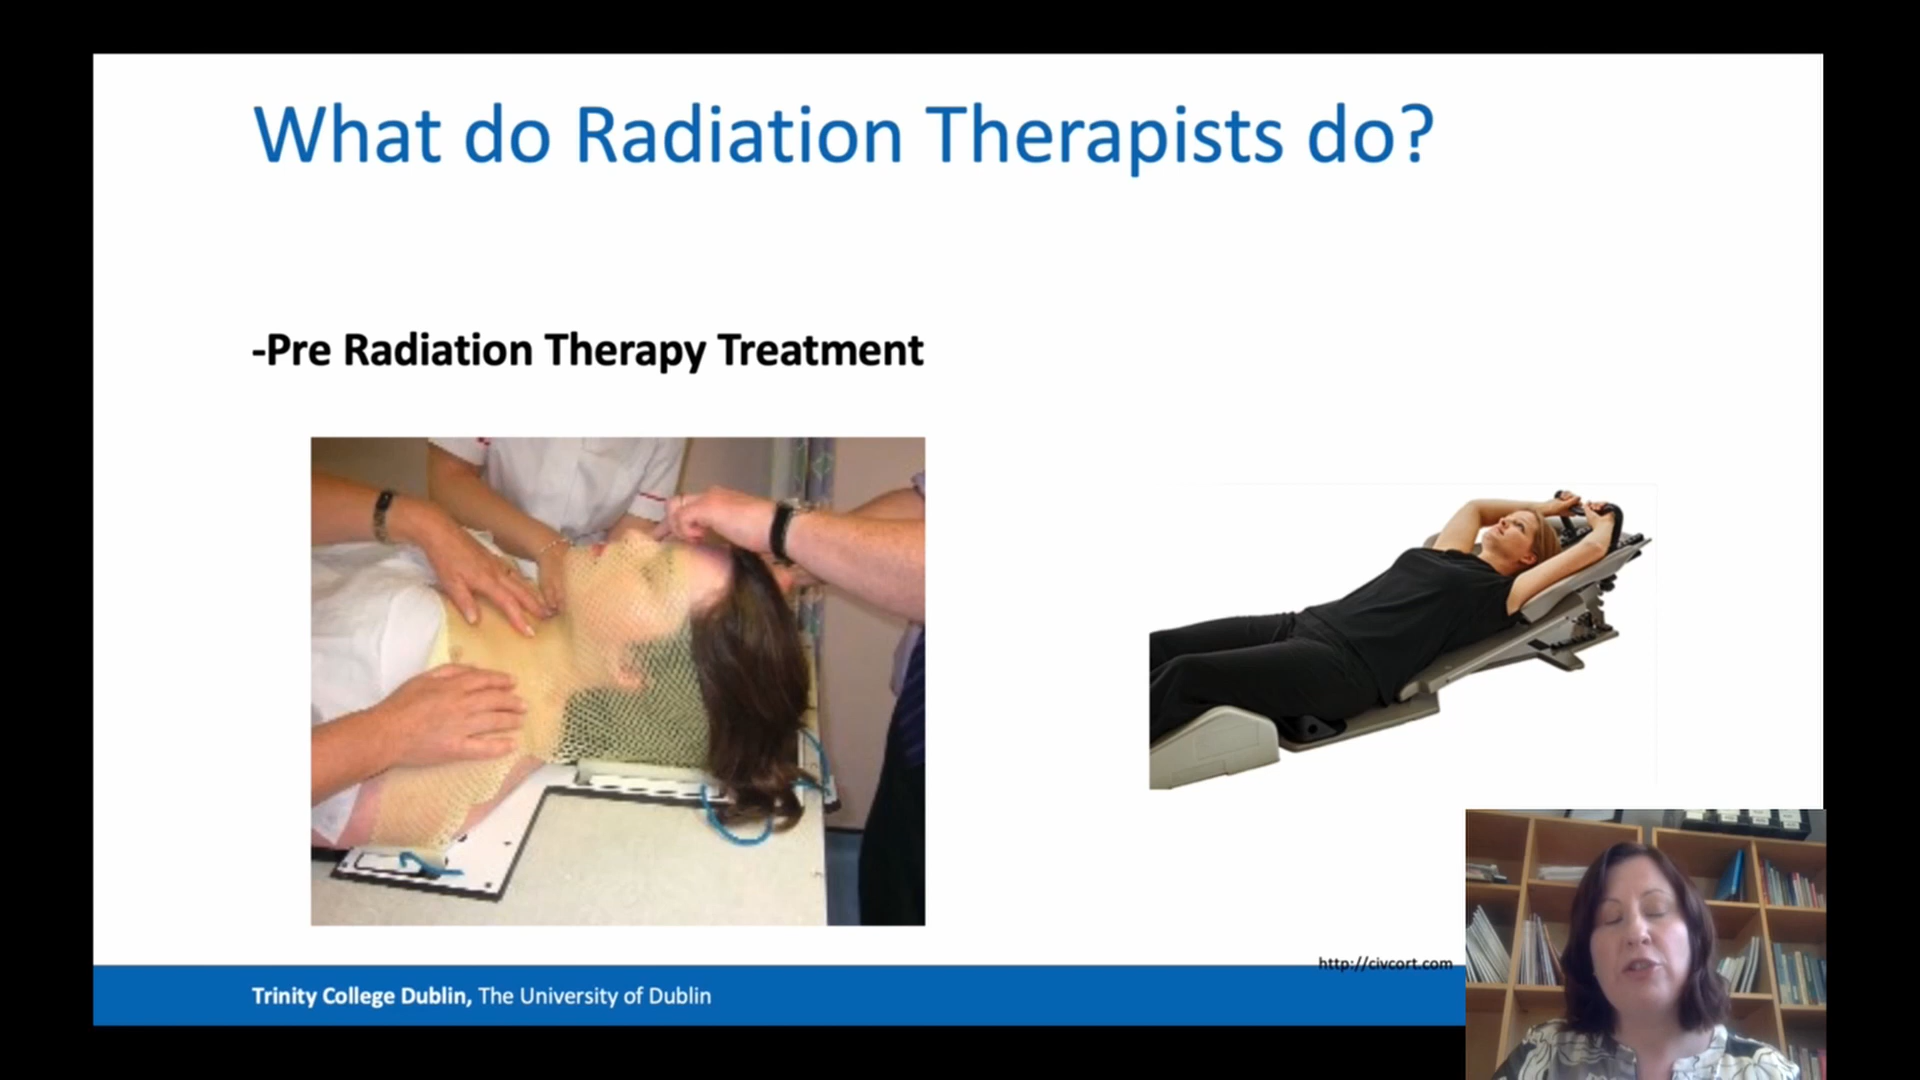 What do Radiation Therapists do?
-Pre Radiation Therapy Treatment
http://civcort.com
Trinity College Dublin, The University of Dublin